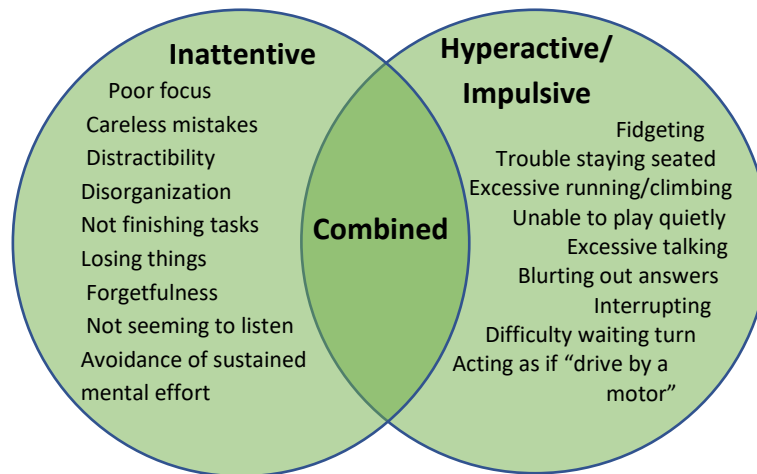 Inattentive
Poor focus
Careless mistakes
Distractibility
Disorganization
Not finishing tasks
Losing things
Forgetfulness
Not seeming to listen
Avoidance of sustained
mental effort
Combined
Hyperactive/
Impulsive
Fidgeting
Trouble staying seated
Excessive running/climbing
Unable to play quietly
Excessive talking
Blurting out answers
Interrupting
Difficulty waiting turn
Acting as if “drive by a
motor”